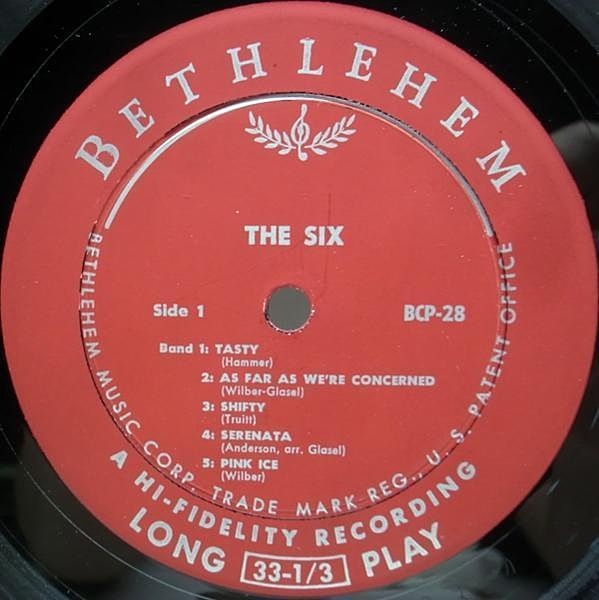 BETHLEHEM
THE SIX
Side 1
BCP-28
Band 1: TASTY
(Hammer)
2: AS FAR AS WE'RE CONCERNED
(Wilber-Glasel)
3: SHIFTY
(Truitt)
4: SERENATA
(Anderson, arr. Glasel)
5: PINK ICE
(Wilber)
BETHLEHEM MUSIC CORP. TRADE MARK REG., U. S. PATENT OFFICE
A HI-FIDELITY RECORDING
LONG 33-1/3 PLAY